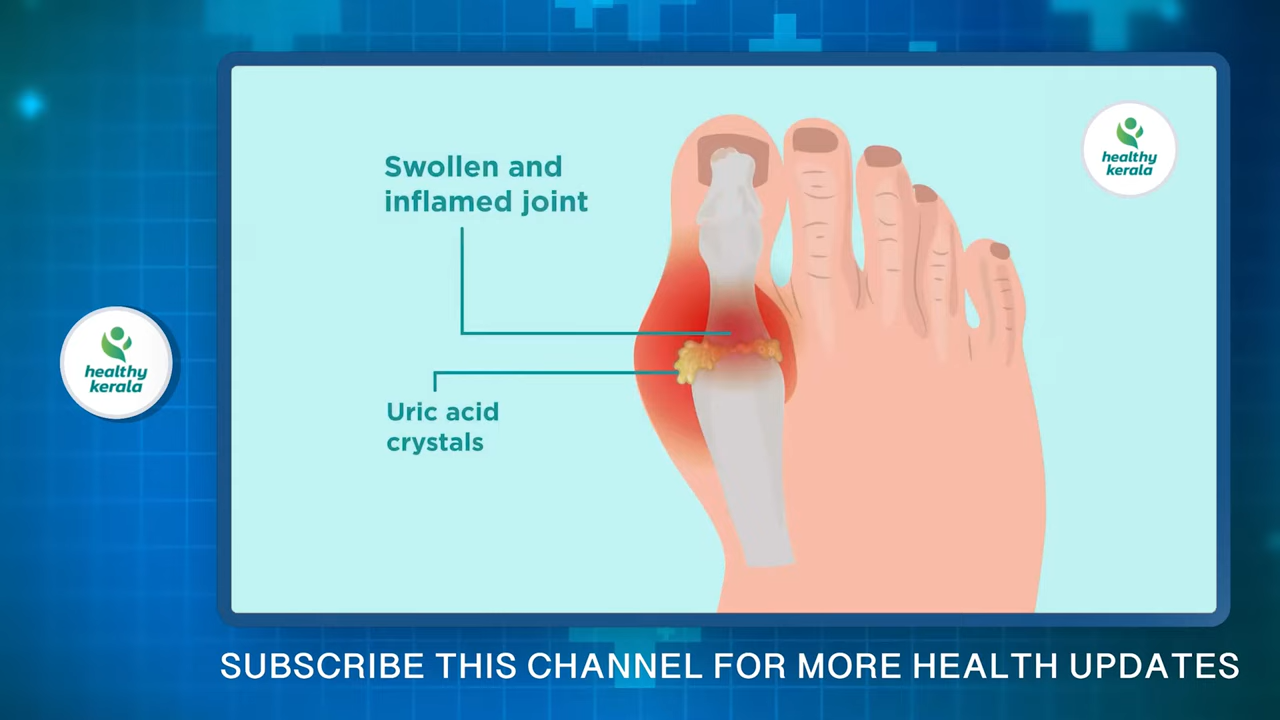 Swollen and
inflamed joint
Uric acid
crystals
healthy
kerala
healthy
kerala
SUBSCRIBE THIS CHANNEL FOR MORE HEALTH UPDATES